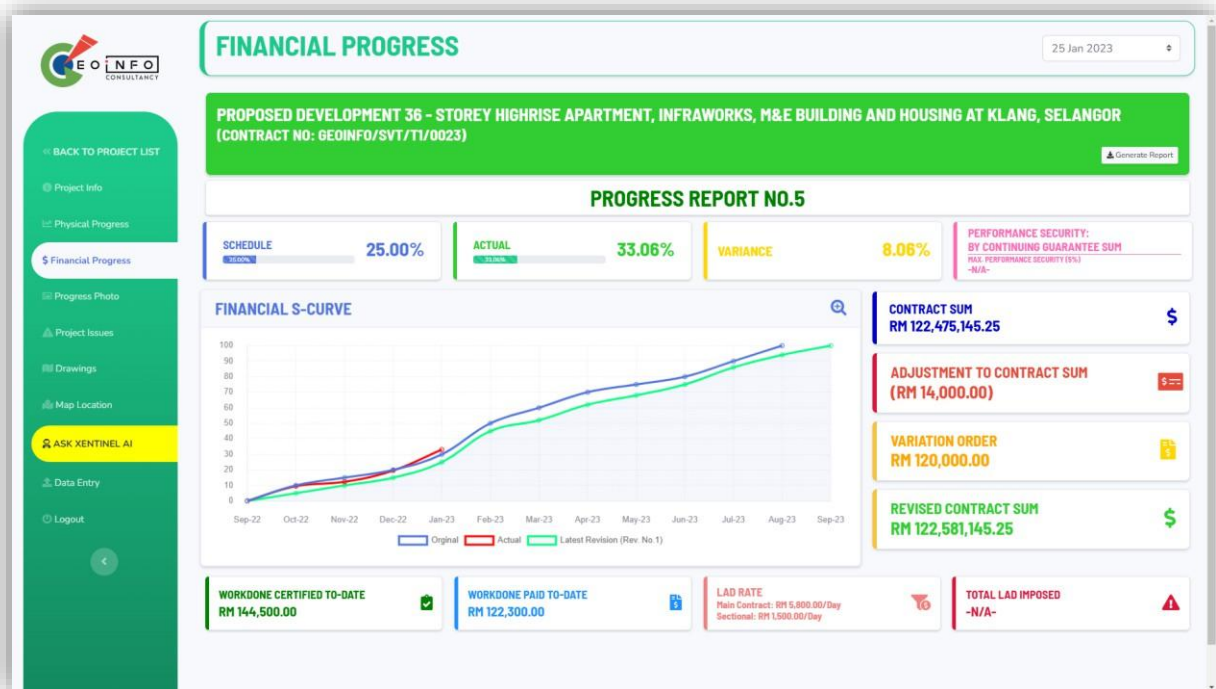 GEOINFO
CONSULTANCY
FINANCIAL PROGRESS
25 Jan 2023
PROPOSED DEVELOPMENT 36 - STOREY HIGHRISE APARTMENT, INFRAWORKS, M&E BUILDING AND HOUSING AT KLANG, SELANGOR
(CONTRACT NO: GEOINFO/SVT/T1/0023)
Generate Report
PROGRESS REPORT NO.5
BACK TO PROJECT LIST
Project Info
Physical Progress
$ Financial Progress
Progress Photo
Project Issues
Drawings
Map Location
ASK XENTINEL AI
Data Entry
Logout
SCHEDULE
25.00%
ACTUAL
33.06%
33.06%
VARIANCE
8.06%
PERFORMANCE SECURITY:
BY CONTINUING GUARANTEE SUM
MAX. PERFORMANCE SECURITY (5%)
-N/A-
FINANCIAL S-CURVE
100
90
80
70
60
50
40
30
20
10
0
Sep-22 Oct-22 Nov-22 Dec-22 Jan-23 Feb-23 Mar-23 Apr-23 May-23 Jun-23 Jul-23 Aug-23 Sep-23
Orginal Actual Latest Revision (Rev. No.1)
CONTRACT SUM
RM 122,475,145.25
ADJUSTMENT TO CONTRACT SUM
(RM 14,000.00)
VARIATION ORDER
RM 120,000.00
REVISED CONTRACT SUM
RM 122,581,145.25
WORKDONE CERTIFIED TO-DATE
RM 144,500.00
WORKDONE PAID TO-DATE
RM 122,300.00
LAD RATE
Main Contract: RM 5,800.00/Day
Sectional: RM 1,500.00/Day
TOTAL LAD IMPOSED
-N/A-